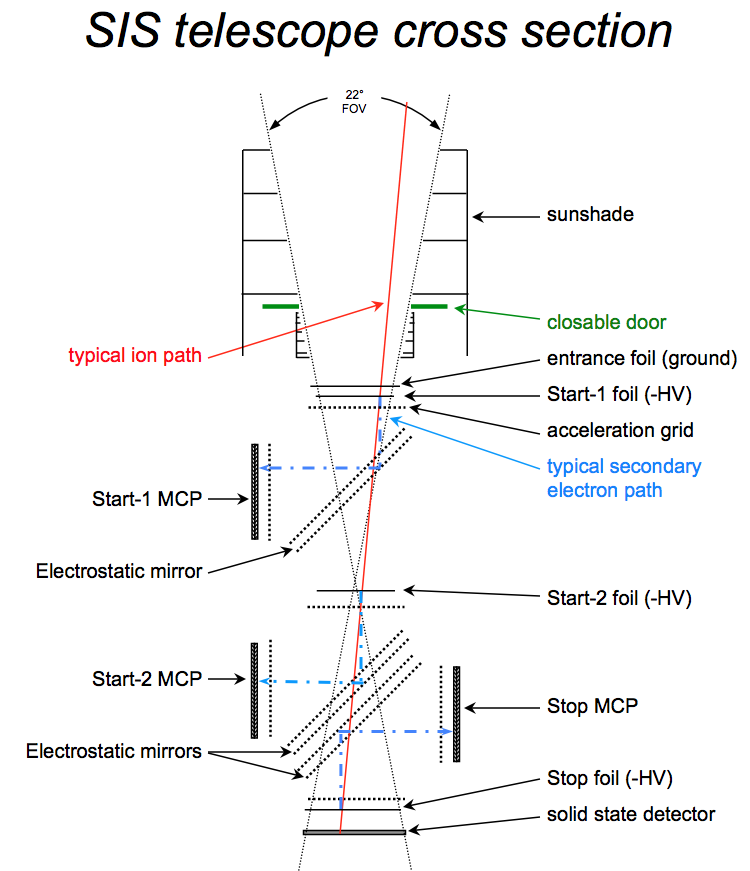 SIS telescope cross section
22°
FOV
sunshade
closable door
typical ion path
entrance foil (ground)
Start-1 foil (-HV)
acceleration grid
typical secondary
electron path
Start-1 MCP
Electrostatic mirror
Start-2 foil (-HV)
Start-2 MCP
Stop MCP
Electrostatic mirrors
Stop foil (-HV)
solid state detector